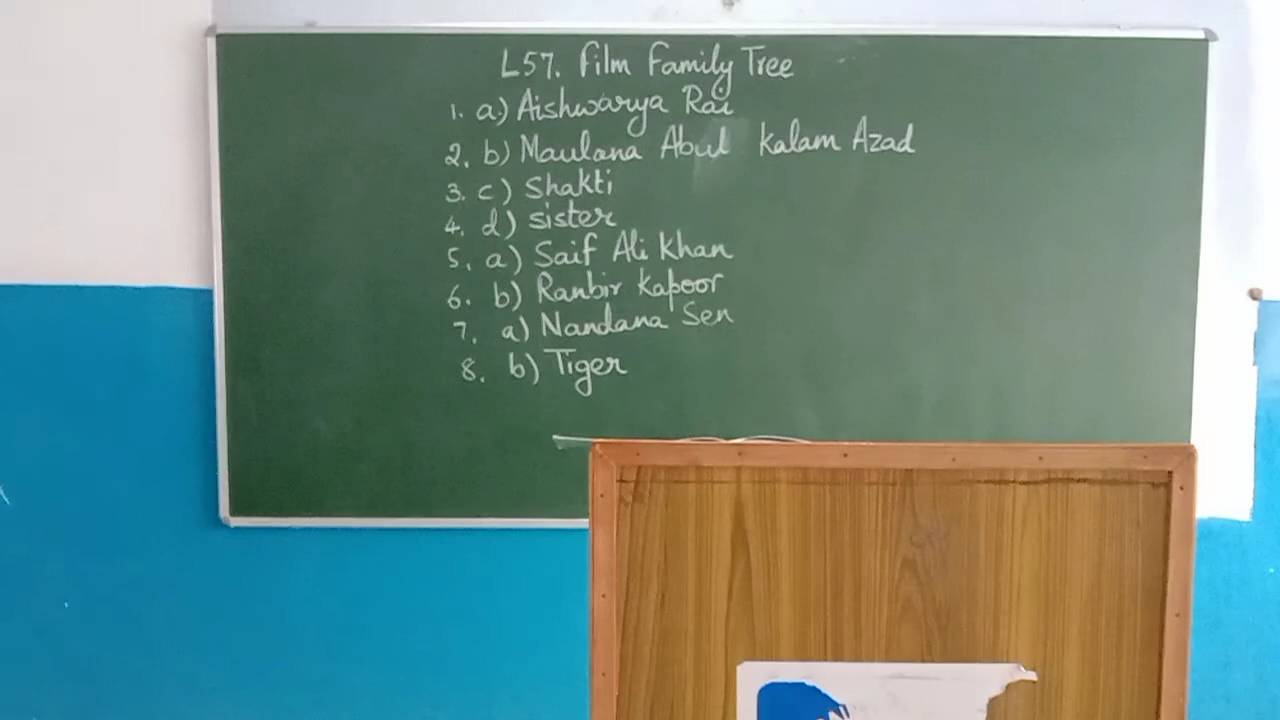 L57. Film Family Tree
1. a.) Aishwarya Rai
2. b) Maulana Abul Kalam Azad
3. c) Shakti
4. d) sister
5. a) Saif Ali Khan
6. b) Ranbir Kapoor
7. a) Nandana Sen
8. b) Tiger